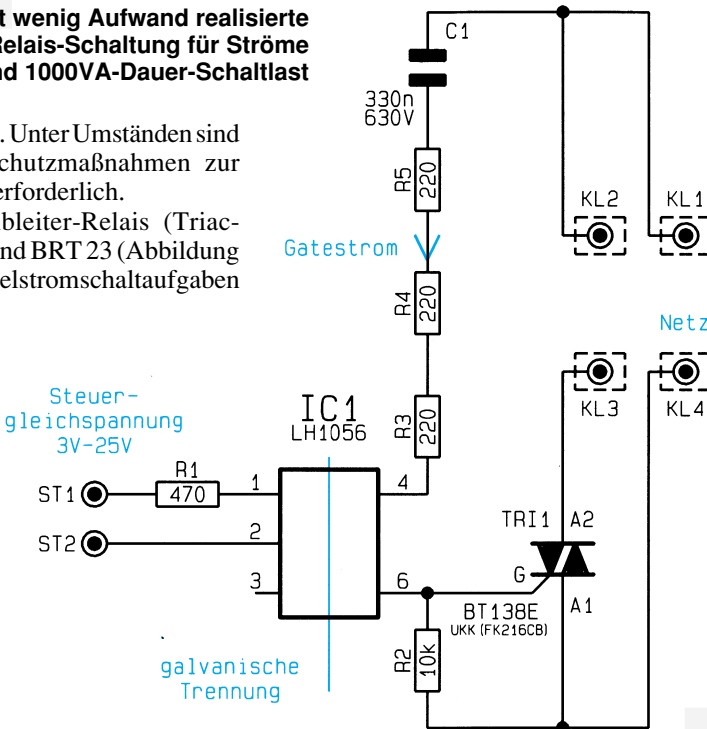 t wenig Aufwand realisierte
Relais-Schaltung für Ströme
nd 1000VA-Dauer-Schaltlast
. Unter Umständen sind
chutzmaßnahmen zur
erforderlich.
bleiter-Relais (Triac-
nd BRT 23 (Abbildung
elstromschaltaufgaben
C1
330n
630V
R5
220
KL2
KL1
Gatestrom
R4
220
Netz
KL3
KL4
Steuer-
gleichspannung
3V-25V
IC1
LH1056
R3
220
R1
470
ST1
1
4
ST2
2
3
6
TRI1
A2
G
A1
BT138E
UKK (FK216CB)
R2
10k
galvanische
Trennung